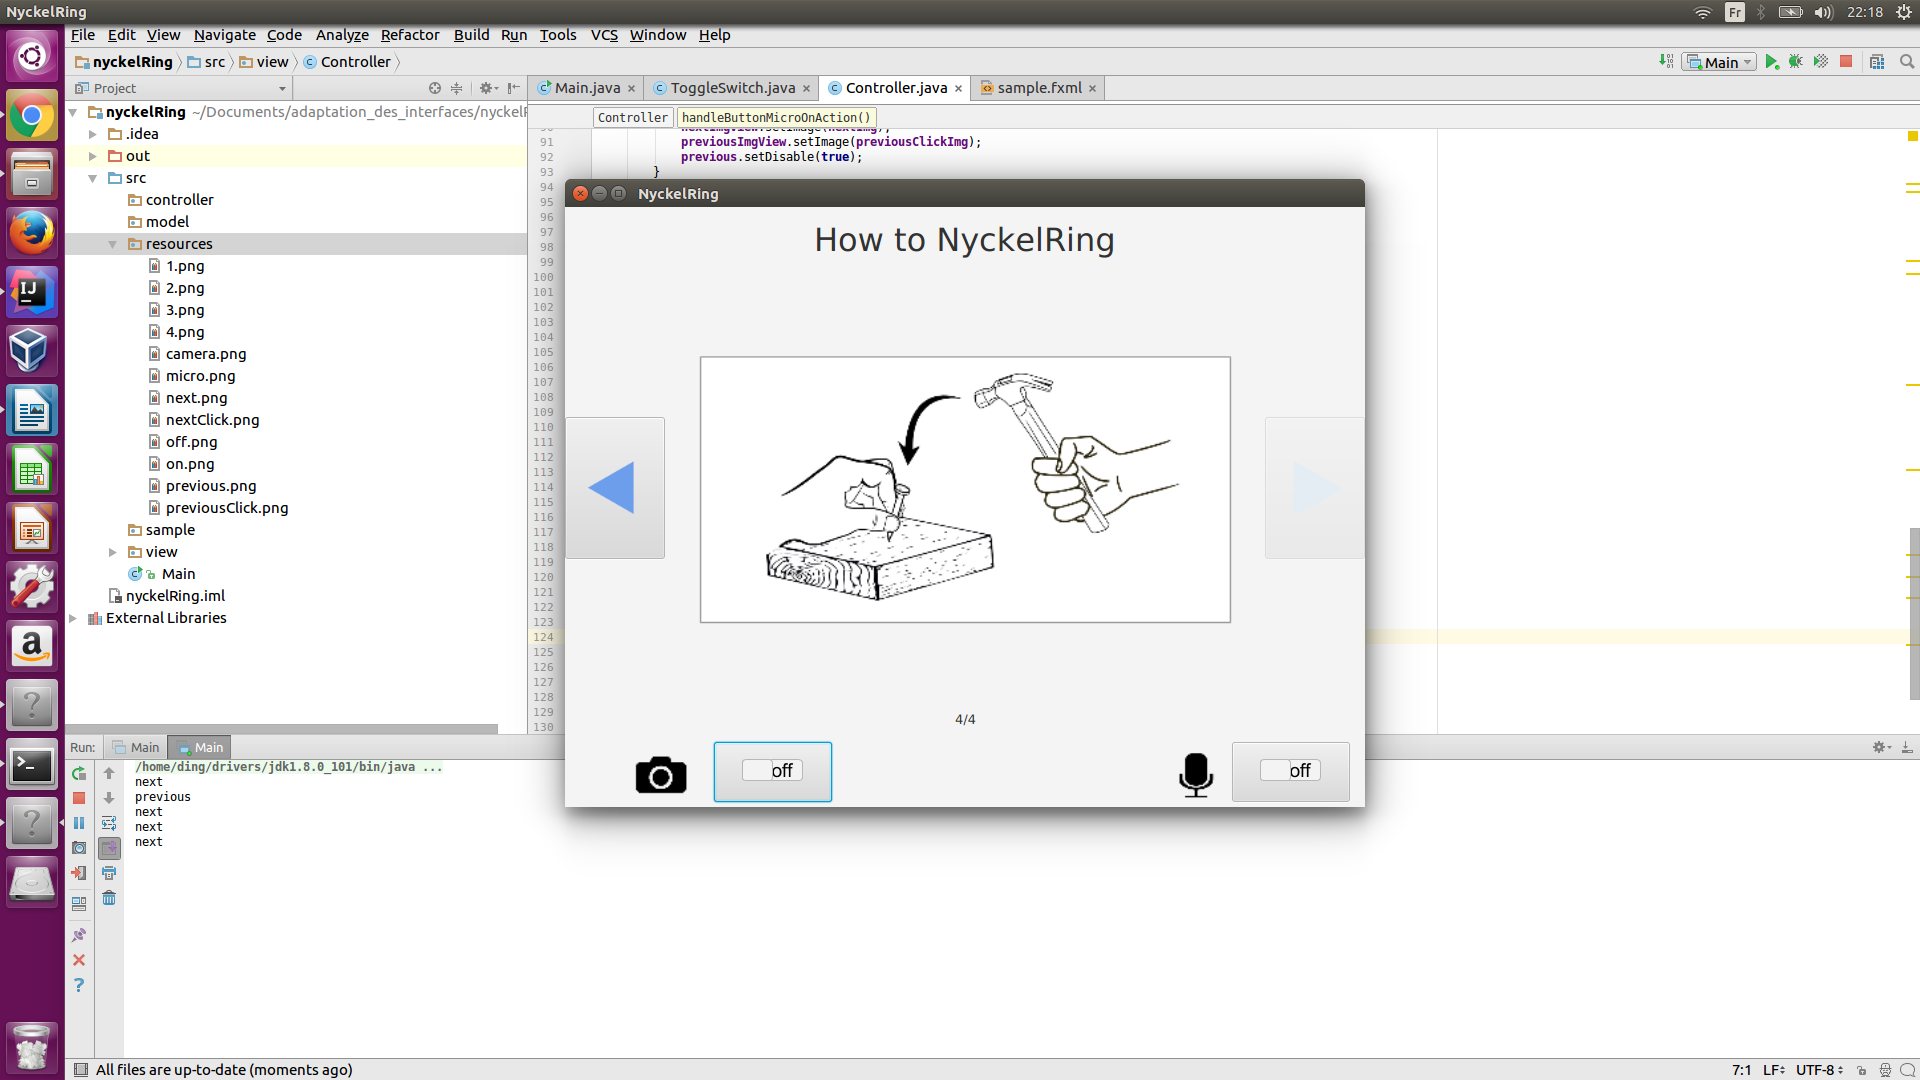 NyckelRing
Fr
22:18
File Edit View Navigate Code Analyze Refactor Build Run Tools VCS Window Help
nyckelRing src view Controller
Main
Project
Main.java ToggleSwitch.java Controller.java sample.fxml
nyckelRing ~/Documents/adaptation_des_interfaces/nyckelF
.idea
out
src
controller
model
resources
1.png
2.png
3.png
4.png
camera.png
micro.png
next.png
nextClick.png
off.png
on.png
previous.png
previousClick.png
sample
view
Main
nyckelRing.iml
External Libraries
Controller handleButtonMicroOnAction()
nextImgView.setImage(nextImg);
91 previousImgView.setImage(previousClickImg);
92 previous.setDisable(true);
93 }
94
95
96
97
98
99
100
101
102
103
104
105
106
107
108
109
110
111
112
113
114
115
116
117
118
119
120
121
122
123
124
125
126
127
128
129
130
NyckelRing
How to NyckelRing
4/4
off
off
Run: Main Main
/home/ding/drivers/jdk1.8.0_101/bin/java ...
next
previous
next
next
next
All files are up-to-date (moments ago)
7:1 LF UTF-8